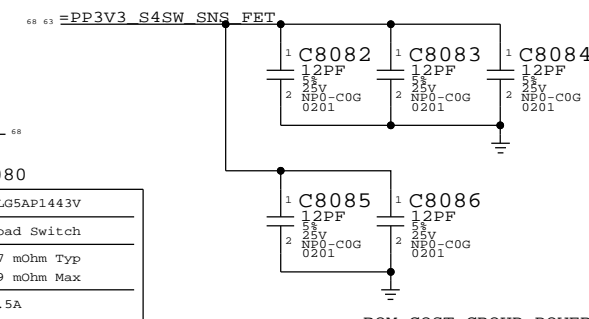 68 63 =PP3V3_S4SW_SNS_FET
1 C8082
12PF
5%
25V
2 NP0-C0G
0201
1 C8083
12PF
5%
25V
2 NP0-C0G
0201
1 C8084
12PF
5%
25V
2 NP0-C0G
0201
68
080
LG5AP1443V
oad Switch
7 mOhm Typ
9 mOhm Max
.5A
1 C8085
12PF
5%
25V
2 NP0-C0G
0201
1 C8086
12PF
5%
25V
2 NP0-C0G
0201